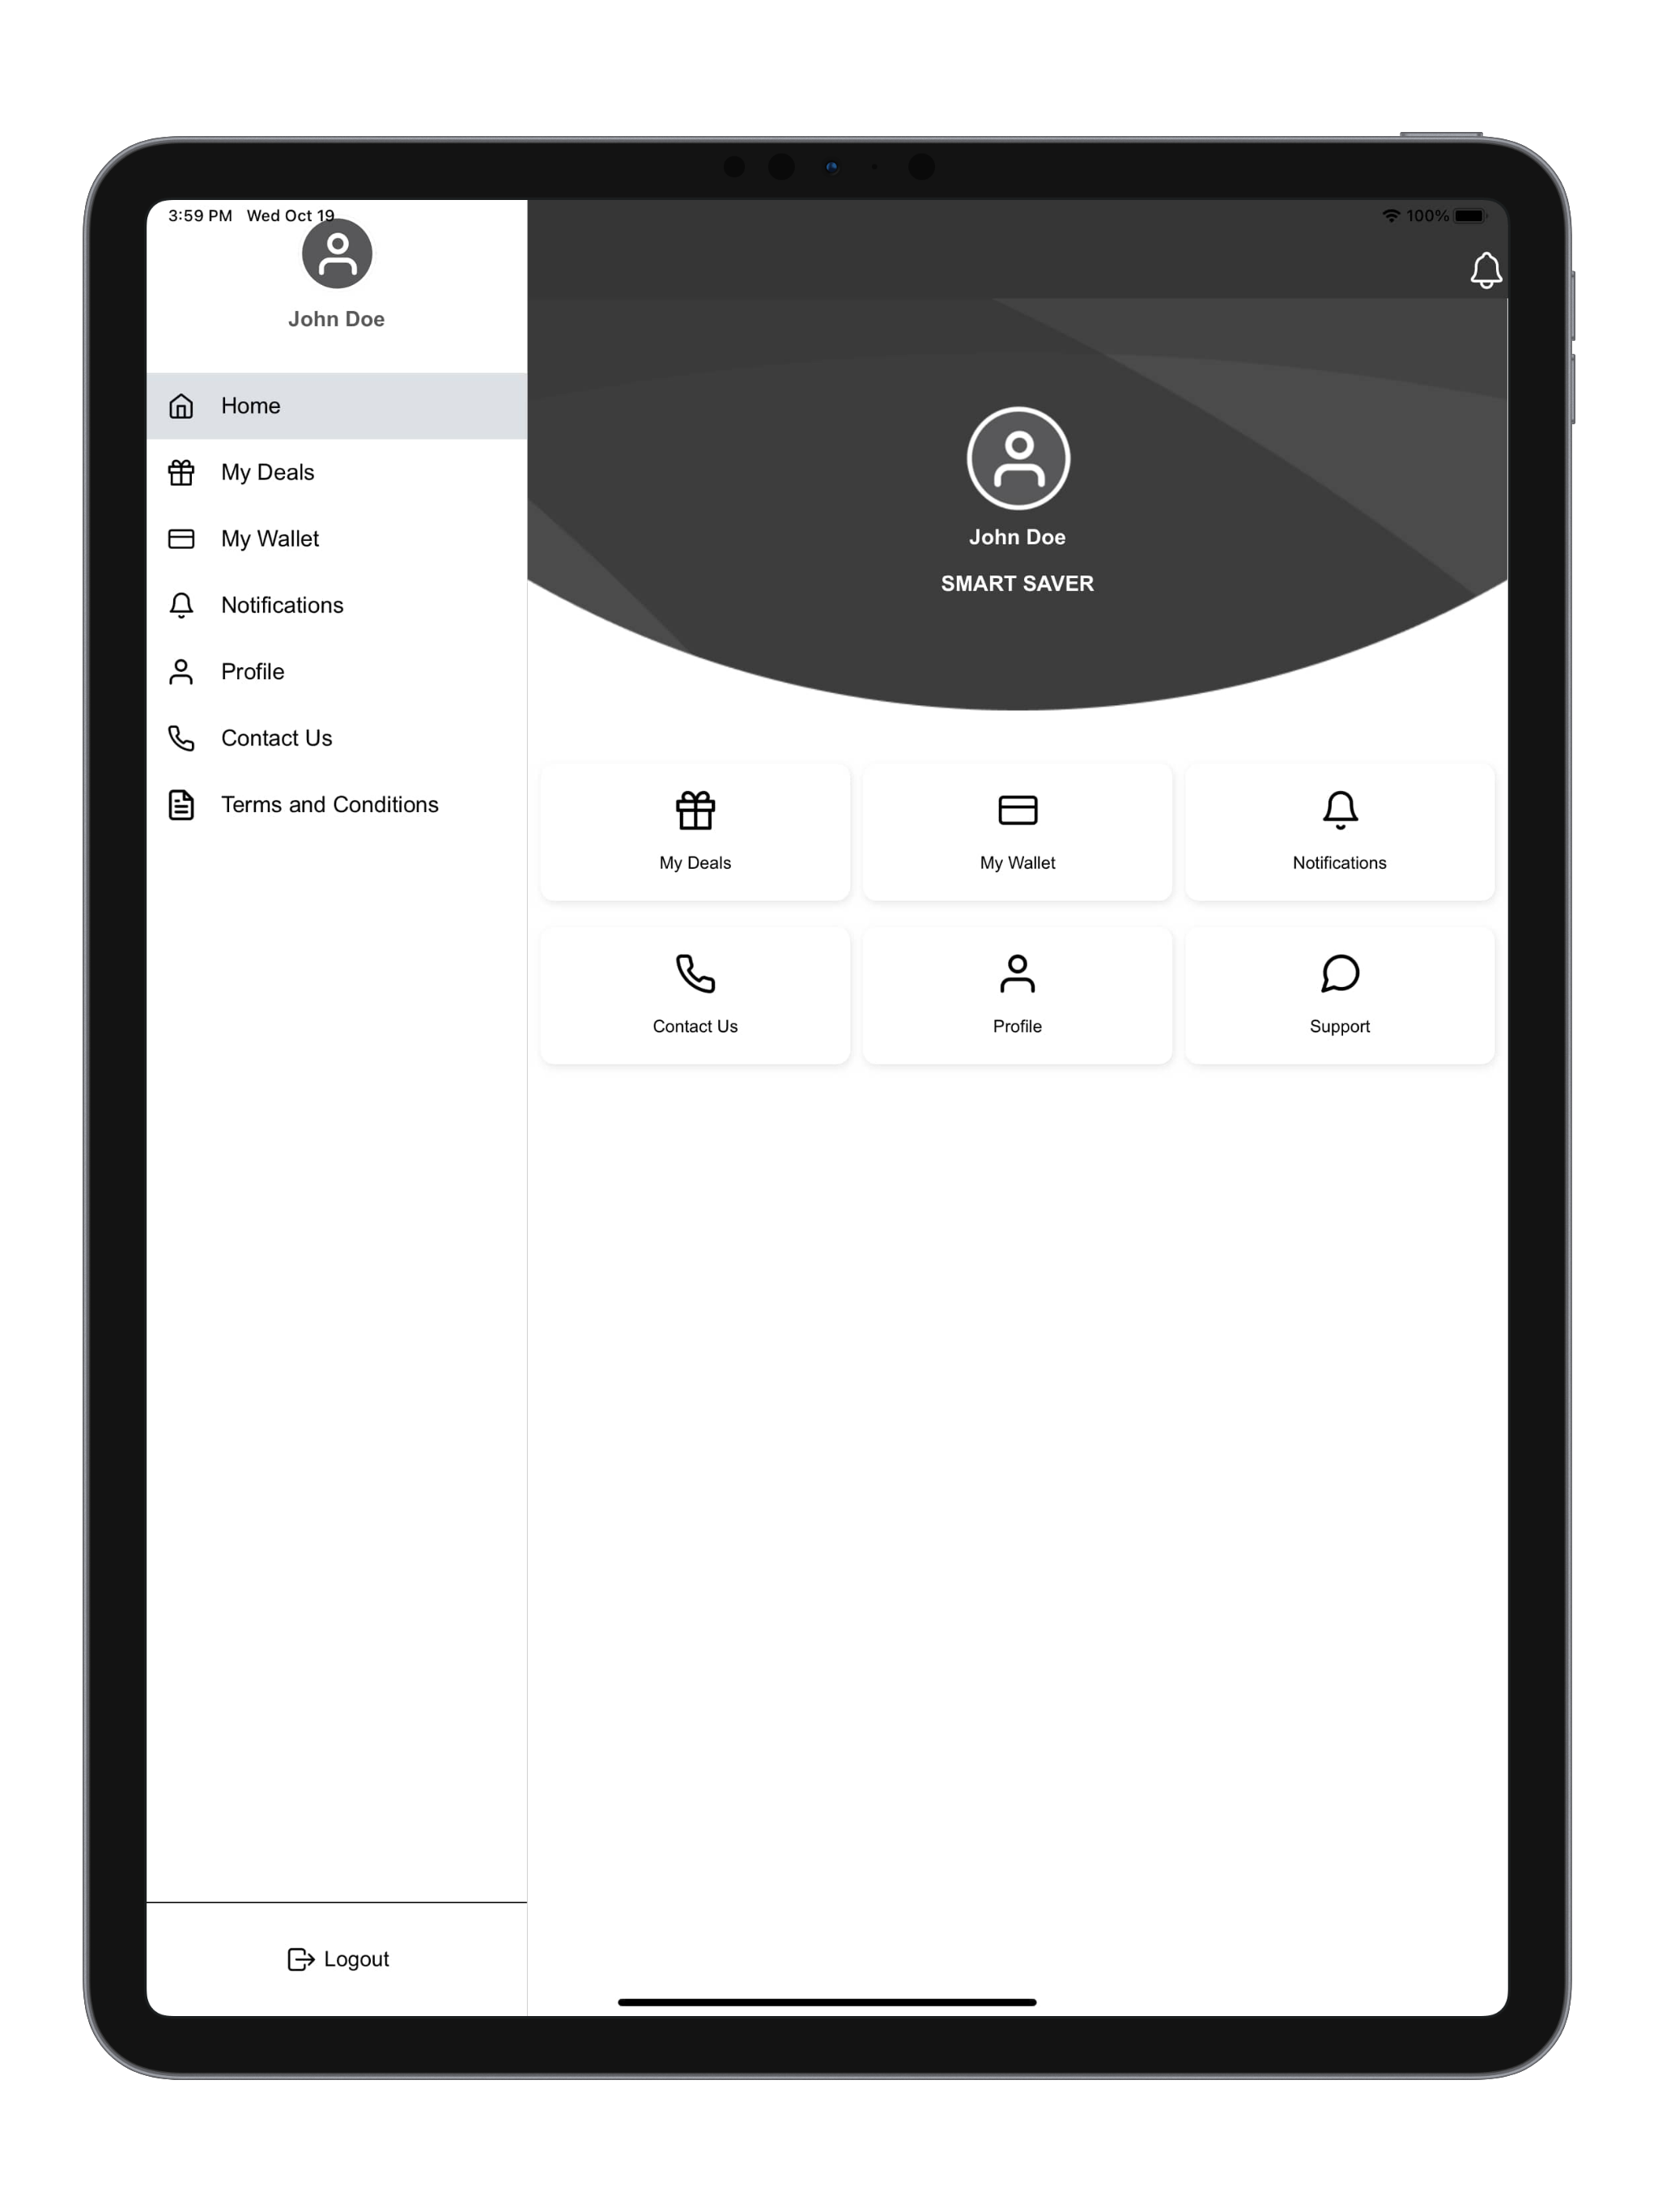 3:59 PM Wed Oct 19
100%
John Doe
Home
My Deals
My Wallet
Notifications
Profile
Contact Us
Terms and Conditions
Logout
John Doe
SMART SAVER
My Deals
My Wallet
Notifications
Contact Us
Profile
Support